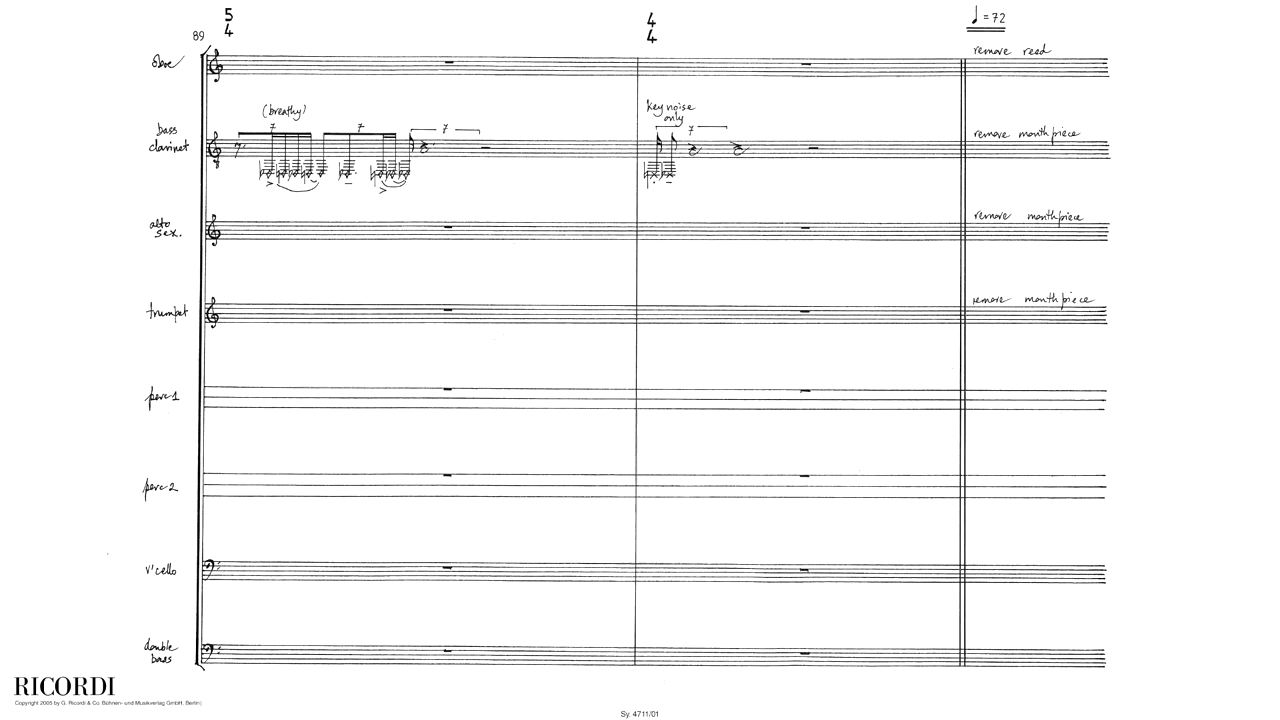 5
4
4
4
♩ = 72
89
oboe
remove reed
(breathy)
7
7
7
bass
clarinet
key noise
only
7
remove mouthpiece
8
alto
sax.
remove mouthpiece
trumpet
remove mouthpiece
perc 1
perc 2
v'cello
double
bass
RICORDI
Copyright 2005 by G. Ricordi & Co. Bühnen- und Musikverlag GmbH, Berlin)
Sy. 4711/01